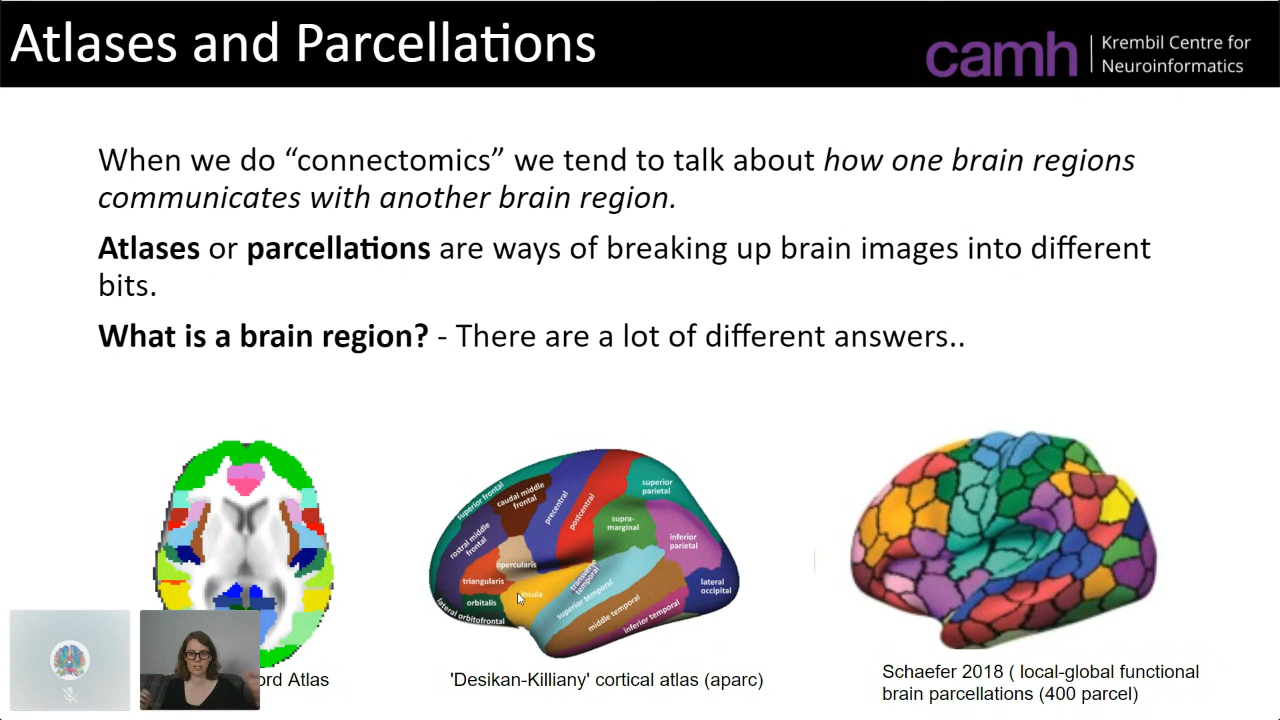 Atlases and Parcellations
camh
Krembil Centre for
Neuroinformatics
When we do “connectomics” we tend to talk about how one brain regions
communicates with another brain region.
Atlases or parcellations are ways of breaking up brain images into different
bits.
What is a brain region? - There are a lot of different answers..
superior frontal
caudal middle
frontal
precentral
postcentral
superior
parietal
supra-
marginal
rostral middle
frontal
inferior
parietal
opercularis
triangularis
insula
transverse
temporal
superior temporal
lateral
occipital
orbitalis
lateral orbitofrontal
middle temporal
inferior temporal
ord Atlas
'Desikan-Killiany' cortical atlas (aparc)
Schaefer 2018 ( local-global functional
brain parcellations (400 parcel)